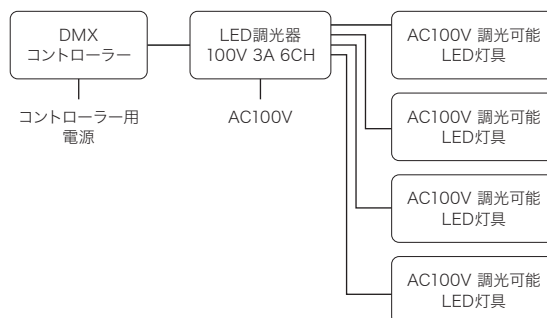 DMX
コントローラー
LED調光器
100V 3A 6CH
コントローラー用
電源
AC100V
AC100V 調光可能
LED灯具
AC100V 調光可能
LED灯具
AC100V 調光可能
LED灯具
AC100V 調光可能
LED灯具